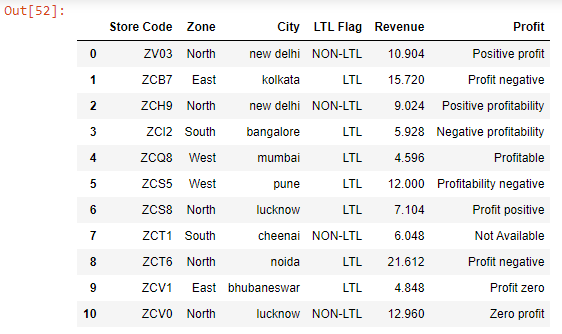 Out[52]:
Store Code Zone City LTL Flag Revenue Profit
0 ZV03 North new delhi NON-LTL 10.904 Positive profit
1 ZCB7 East kolkata LTL 15.720 Profit negative
2 ZCH9 North new delhi NON-LTL 9.024 Positive profitability
3 ZCI2 South bangalore LTL 5.928 Negative profitability
4 ZCQ8 West mumbai LTL 4.596 Profitable
5 ZCS5 West pune LTL 12.000 Profitability negative
6 ZCS8 North lucknow LTL 7.104 Profit positive
7 ZCT1 South cheenai NON-LTL 6.048 Not Available
8 ZCT6 North noida LTL 21.612 Profit negative
9 ZCV1 East bhubaneswar LTL 4.848 Profit zero
10 ZCV0 North lucknow NON-LTL 12.960 Zero profit